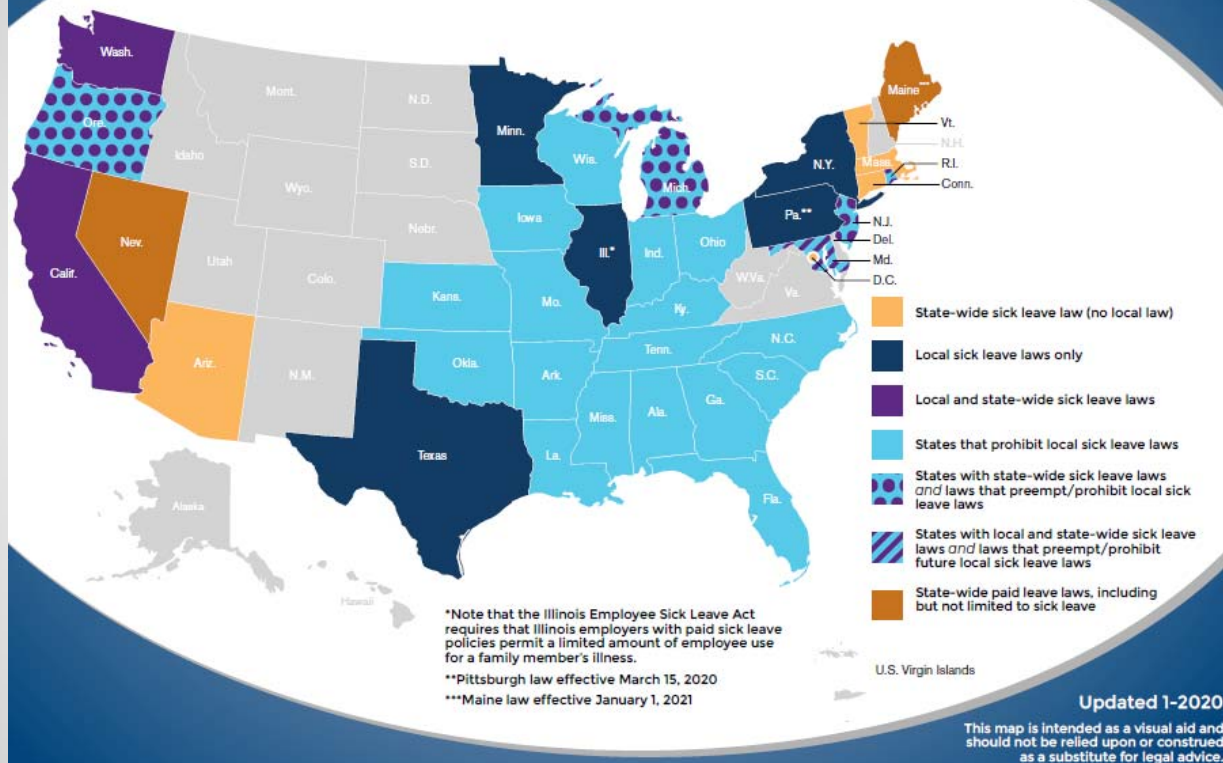 Wash.
Mont.
N.D.
Minn.
Maine***
Ore.
Idaho
S.D.
Wis.
Mich.
N.Y.
Vt.
N.H.
Mass.
R.I.
Conn.
Wyo.
Nebr.
Iowa
Pa.**
N.J.
Nev.
Utah
Colo.
Ill.*
Ind.
Ohio
Del.
Md.
D.C.
Calif.
Kans.
Mo.
Ky.
W.Va.
Va.
Ariz.
N.M.
Okla.
Ark.
Tenn.
N.C.
S.C.
Miss.
Ala.
Ga.
Texas
La.
Fla.
Alaska
Hawaii
State-wide sick leave law (no local law)
Local sick leave laws only
Local and state-wide sick leave laws
States that prohibit local sick leave laws
States with state-wide sick leave laws
and laws that preempt/prohibit local sick
leave laws
States with local and state-wide sick leave
laws and laws that preempt/prohibit
future local sick leave laws
State-wide paid leave laws, including
but not limited to sick leave
*Note that the Illinois Employee Sick Leave Act
requires that Illinois employers with paid sick leave
policies permit a limited amount of employee use
for a family member's illness.
**Pittsburgh law effective March 15, 2020
***Maine law effective January 1, 2021
U.S. Virgin Islands
Updated 1-2020
This map is intended as a visual aid and
should not be relied upon or construed
as a substitute for legal advice.